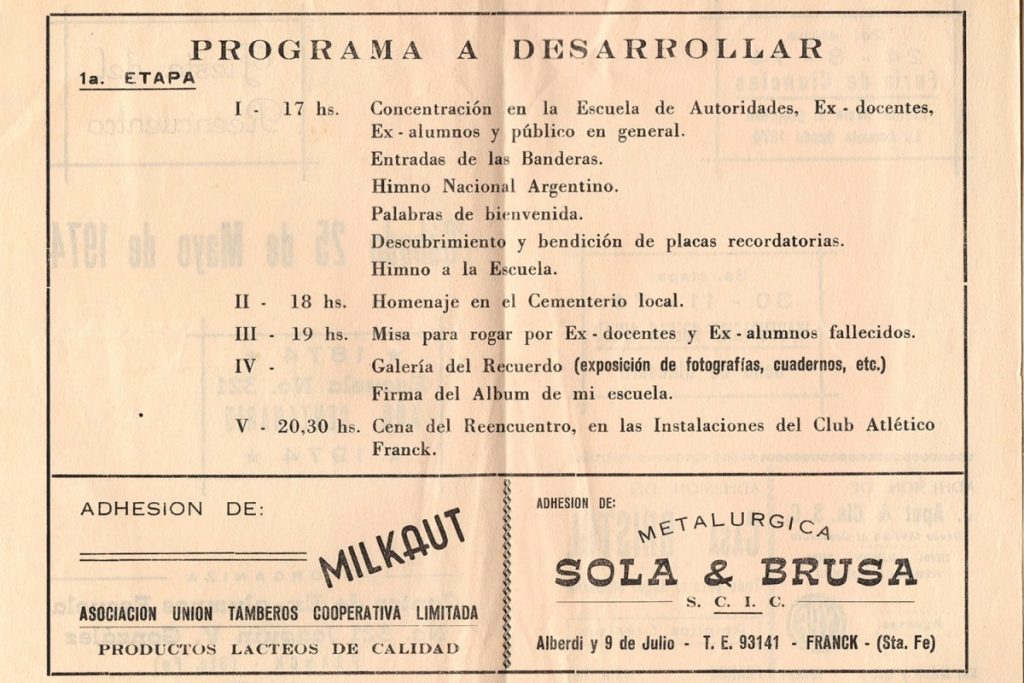 PROGRAMA A DESARROLLAR
1a. ETAPA
I - 17 hs. Concentración en la Escuela de Autoridades, Ex - docentes,
Ex - alumnos y público en general.
Entradas de las Banderas.
Himno Nacional Argentino.
Palabras de bienvenida.
Descubrimiento y bendición de placas recordatorias.
Himno a la Escuela.
II - 18 hs. Homenaje en el Cementerio local.
III - 19 hs. Misa para rogar por Ex - docentes y Ex - alumnos fallecidos.
IV - Galería del Recuerdo (exposición de fotografías, cuadernos, etc.)
Firma del Album de mi escuela.
V - 20,30 hs. Cena del Reencuentro, en las Instalaciones del Club Atlético
Franck.
ADHESION DE:
MILKAUT
ASOCIACION UNION TAMBEROS COOPERATIVA LIMITADA
PRODUCTOS LACTEOS DE CALIDAD
ADHESION DE:
METALURGICA
SOLA & BRUSA
S. C. I. C.
Alberdi y 9 de Julio - T. E. 93141 - FRANCK - (Sta. Fe)